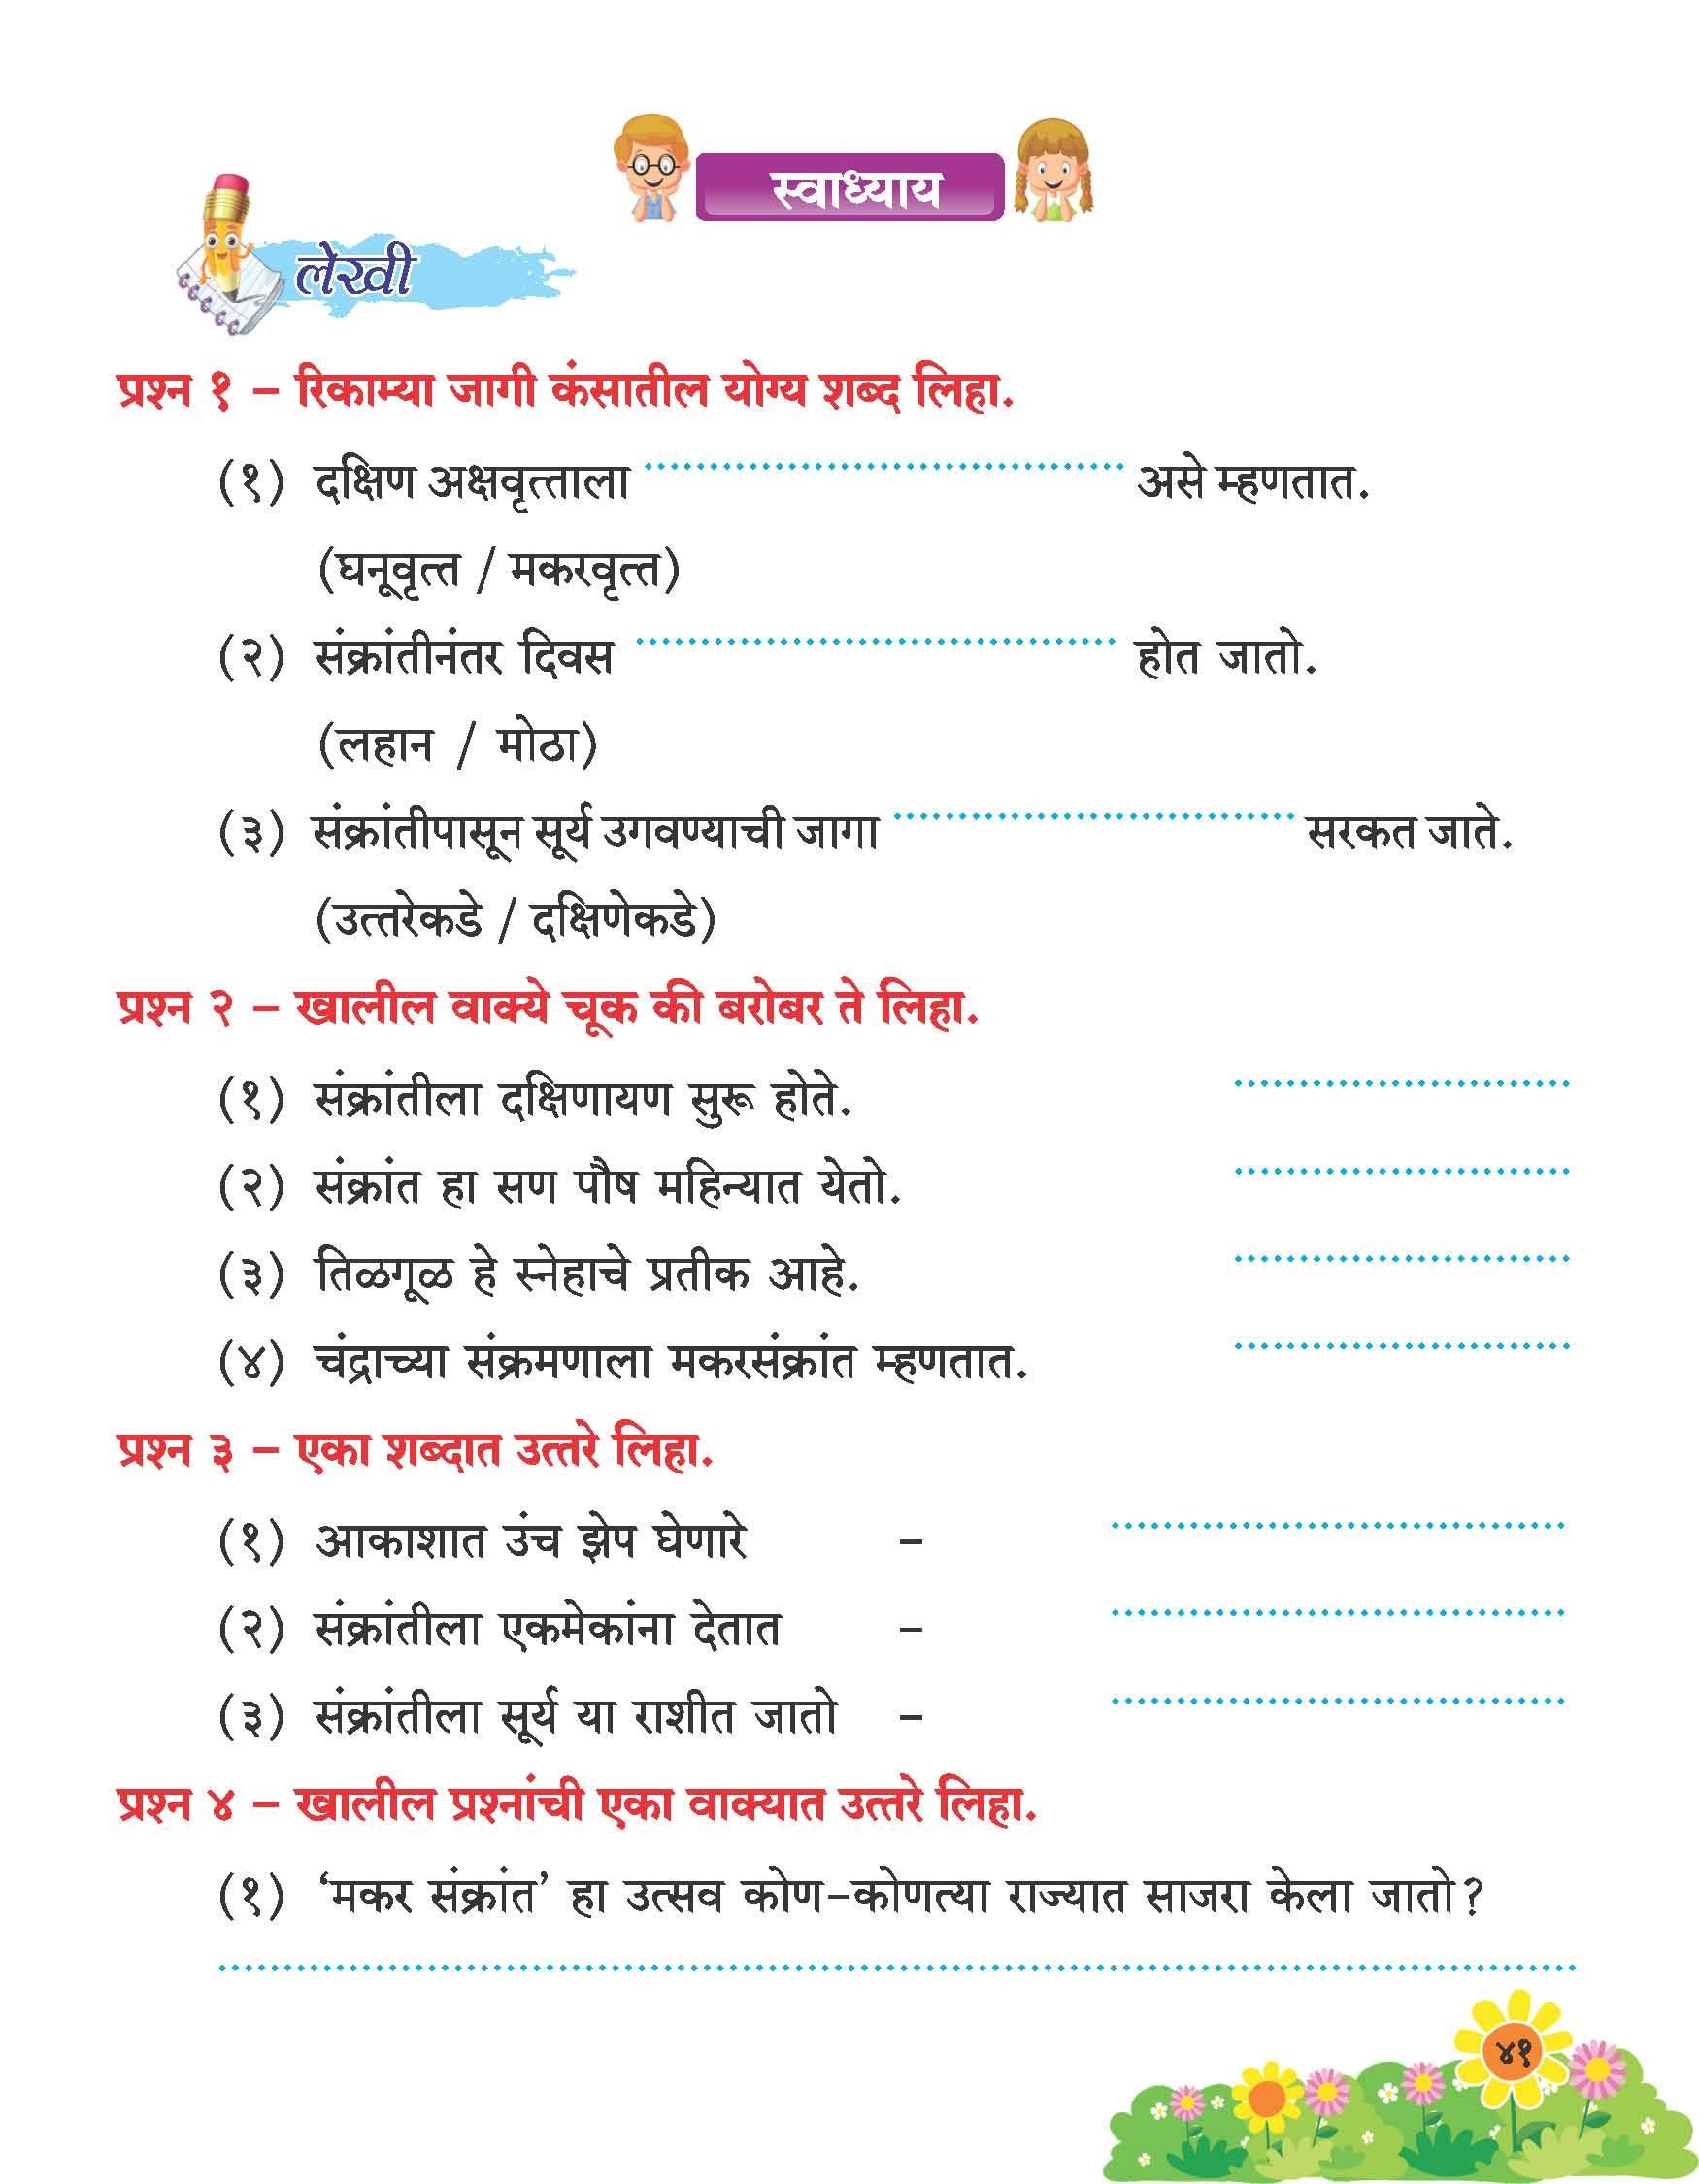 स्वाध्याय
लेखी
प्रश्न १ – रिकाम्या जागी कंसातील योग्य शब्द लिहा.
(१) दक्षिण अक्षवृत्ताला ........................................ असे म्हणतात.
(घनूवृत्त / मकरवृत्त)
(२) संक्रांतीनंतर दिवस ........................................ होत जातो.
(लहान / मोठा)
(३) संक्रांतीपासून सूर्य उगवण्याची जागा .................................. सरकत जाते.
(उत्तरेकडे / दक्षिणेकडे)
प्रश्न २ – खालील वाक्ये चूक की बरोबर ते लिहा.
(१) संक्रांतीला दक्षिणायण सुरू होते. ............................
(२) संक्रांत हा सण पौष महिन्यात येतो. ............................
(३) तिळगूळ हे स्नेहाचे प्रतीक आहे. ............................
(४) चंद्राच्या संक्रमणाला मकरसंक्रांत म्हणतात. ............................
प्रश्न ३ – एका शब्दात उत्तरे लिहा.
(१) आकाशात उंच झेप घेणारे – ......................................
(२) संक्रांतीला एकमेकांना देतात – ......................................
(३) संक्रांतीला सूर्य या राशीत जातो – ......................................
प्रश्न ४ – खालील प्रश्नांची एका वाक्यात उत्तरे लिहा.
(१) ‘मकर संक्रांत’ हा उत्सव कोण–कोणत्या राज्यात साजरा केला जातो?
................................................................................................................
४१